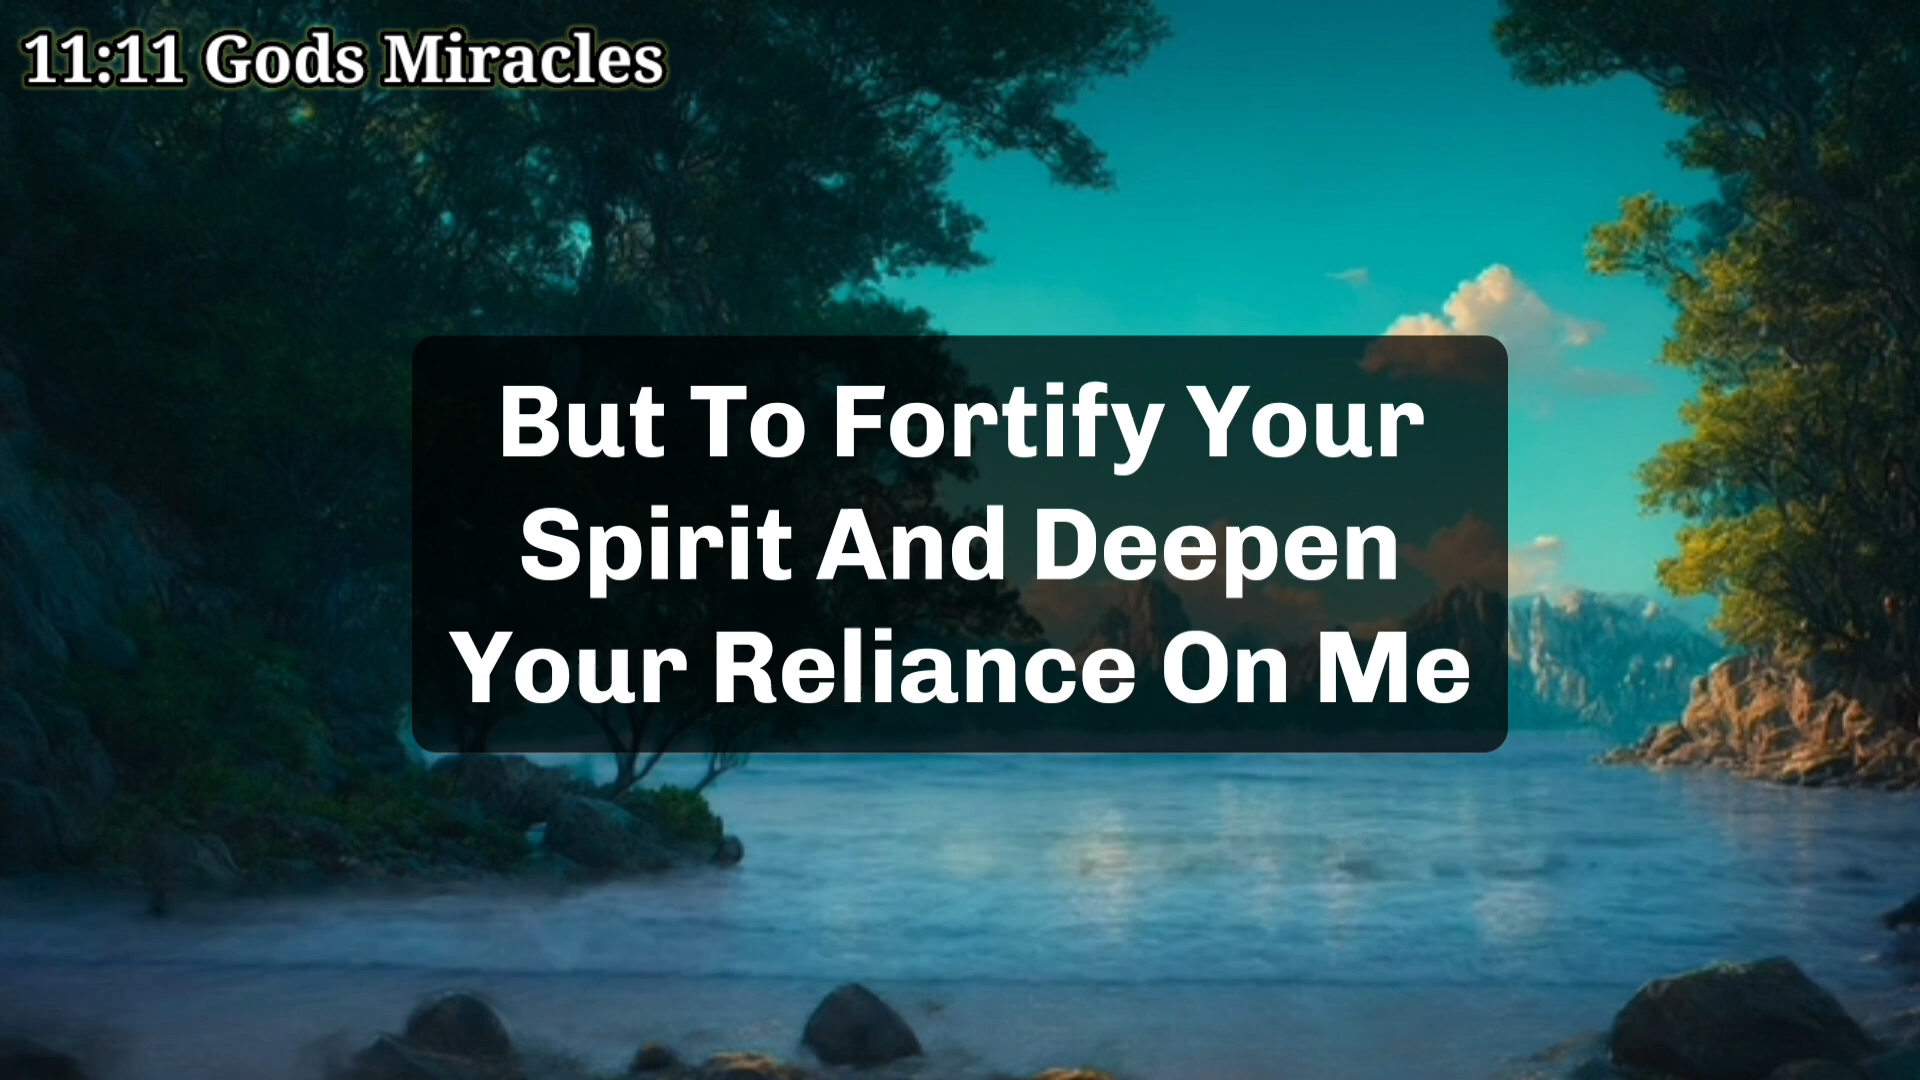 11:11 Gods Miracles
But To Fortify Your
Spirit And Deepen
Your Reliance On Me